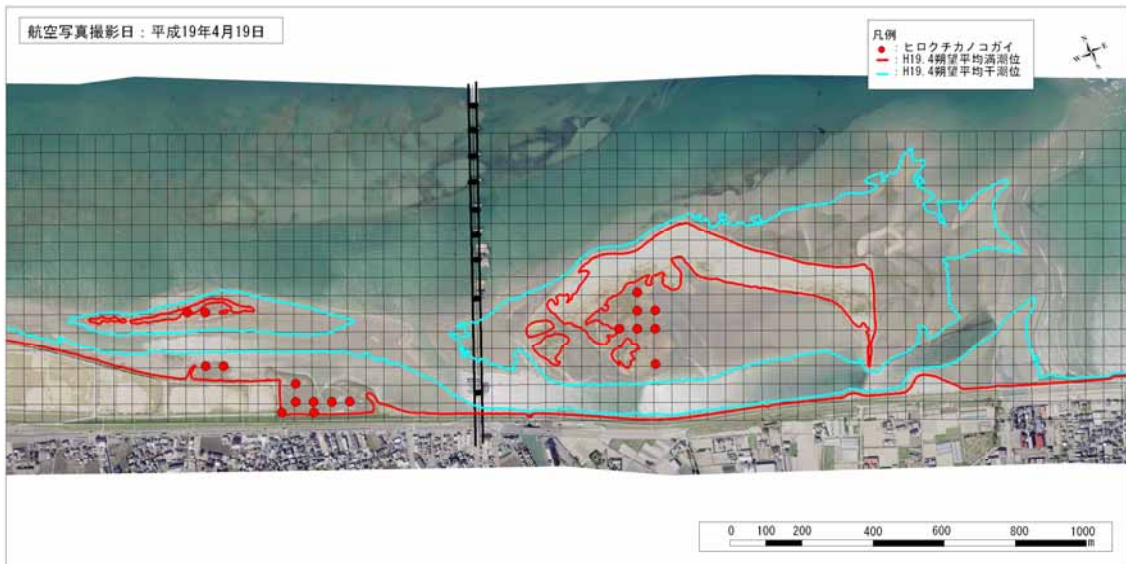 航空写真撮影日：平成19年4月19日
凡例
：ヒロクチカノコガイ
：H19.4朔望平均満潮位
：H19.4朔望平均干潮位
N
W
E
S
0 100 200 400 600 800 1000
m